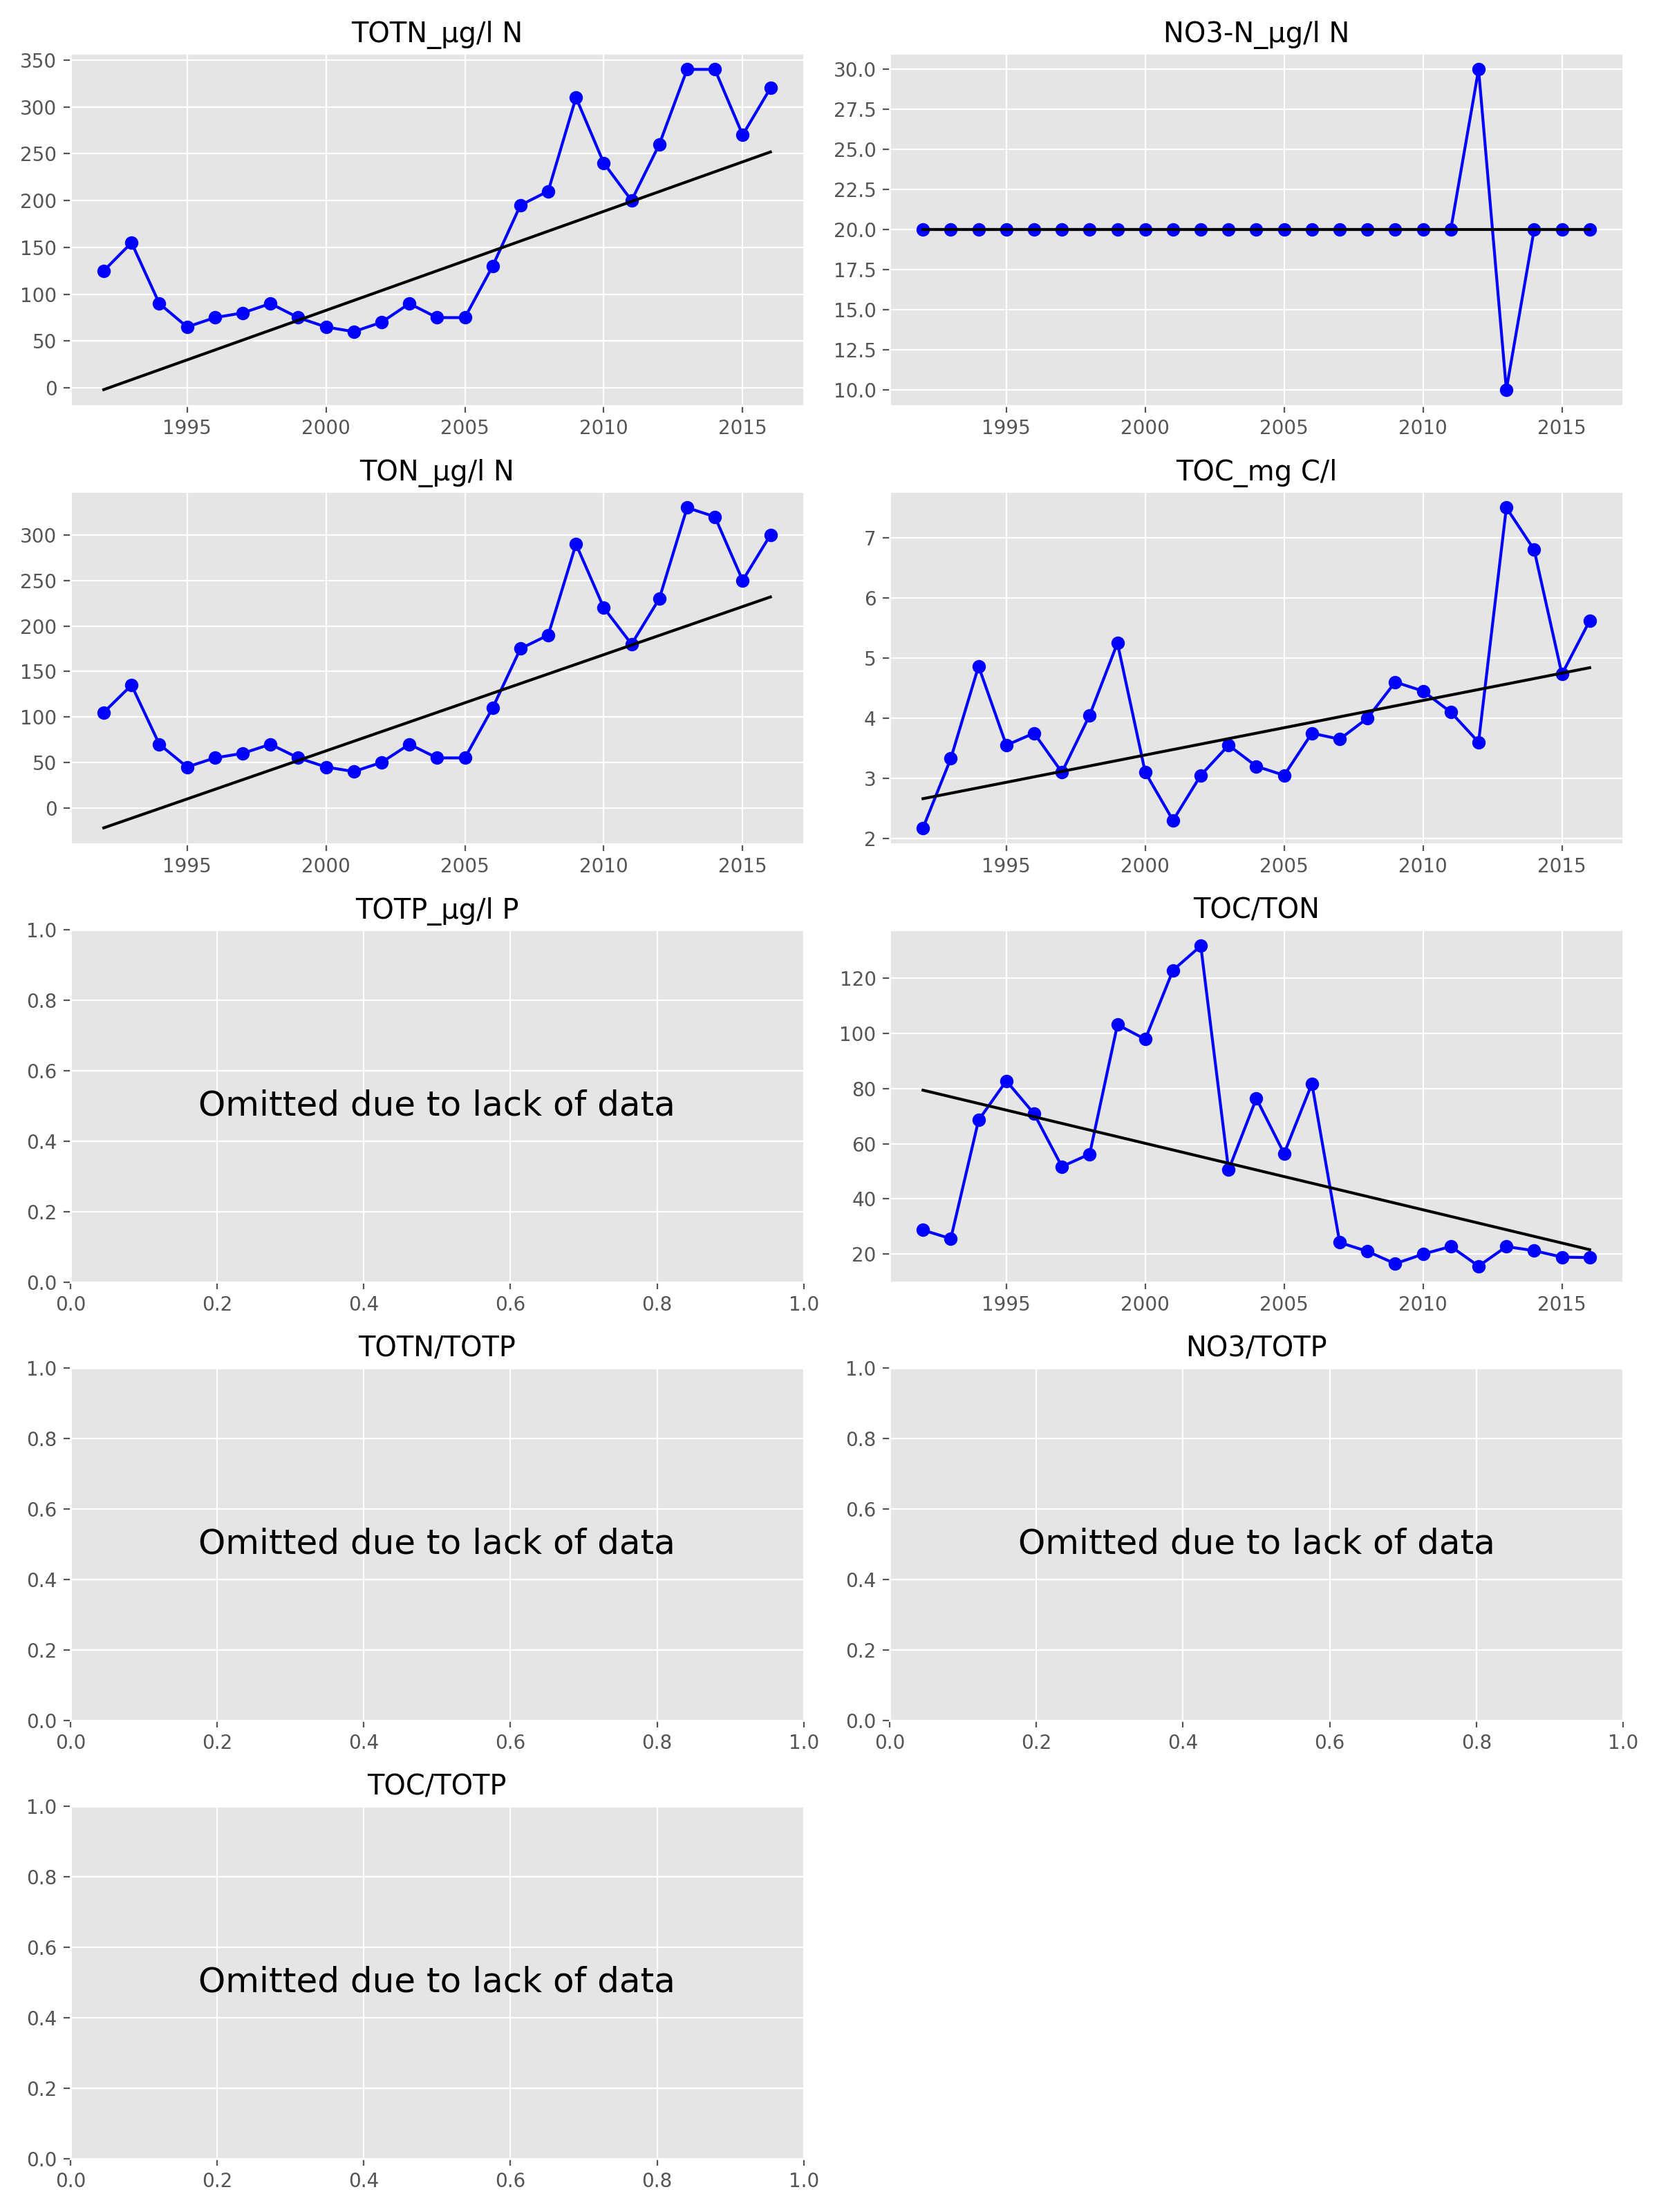 TOTN_µg/l N
350
300
250
200
150
100
50
0
1995 2000 2005 2010 2015
NO3-N_µg/l N
30.0
27.5
25.0
22.5
20.0
17.5
15.0
12.5
10.0
1995 2000 2005 2010 2015
TON_µg/l N
300
250
200
150
100
50
0
1995 2000 2005 2010 2015
TOC_mg C/l
7
6
5
4
3
2
1995 2000 2005 2010 2015
TOTP_µg/l P
1.0
0.8
0.6
Omitted due to lack of data
0.4
0.2
0.0
0.0 0.2 0.4 0.6 0.8 1.0
TOC/TON
120
100
80
60
40
20
1995 2000 2005 2010 2015
TOTN/TOTP
1.0
0.8
0.6
Omitted due to lack of data
0.4
0.2
0.0
0.0 0.2 0.4 0.6 0.8 1.0
NO3/TOTP
1.0
0.8
0.6
Omitted due to lack of data
0.4
0.2
0.0
0.0 0.2 0.4 0.6 0.8 1.0
TOC/TOTP
1.0
0.8
0.6
Omitted due to lack of data
0.4
0.2
0.0
0.0 0.2 0.4 0.6 0.8 1.0